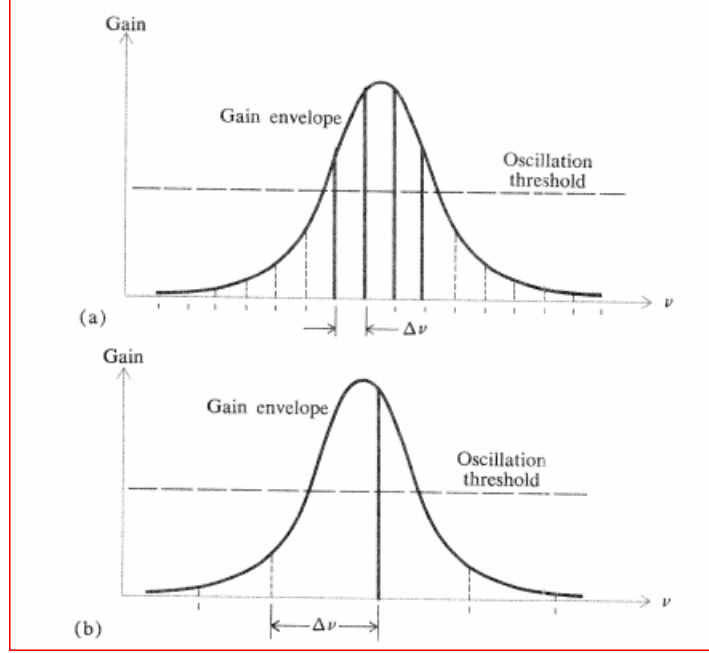 Gain
Gain envelope
Oscillation
threshold
ν
(a)
Δν
Gain
Gain envelope
Oscillation
threshold
ν
(b)
Δν